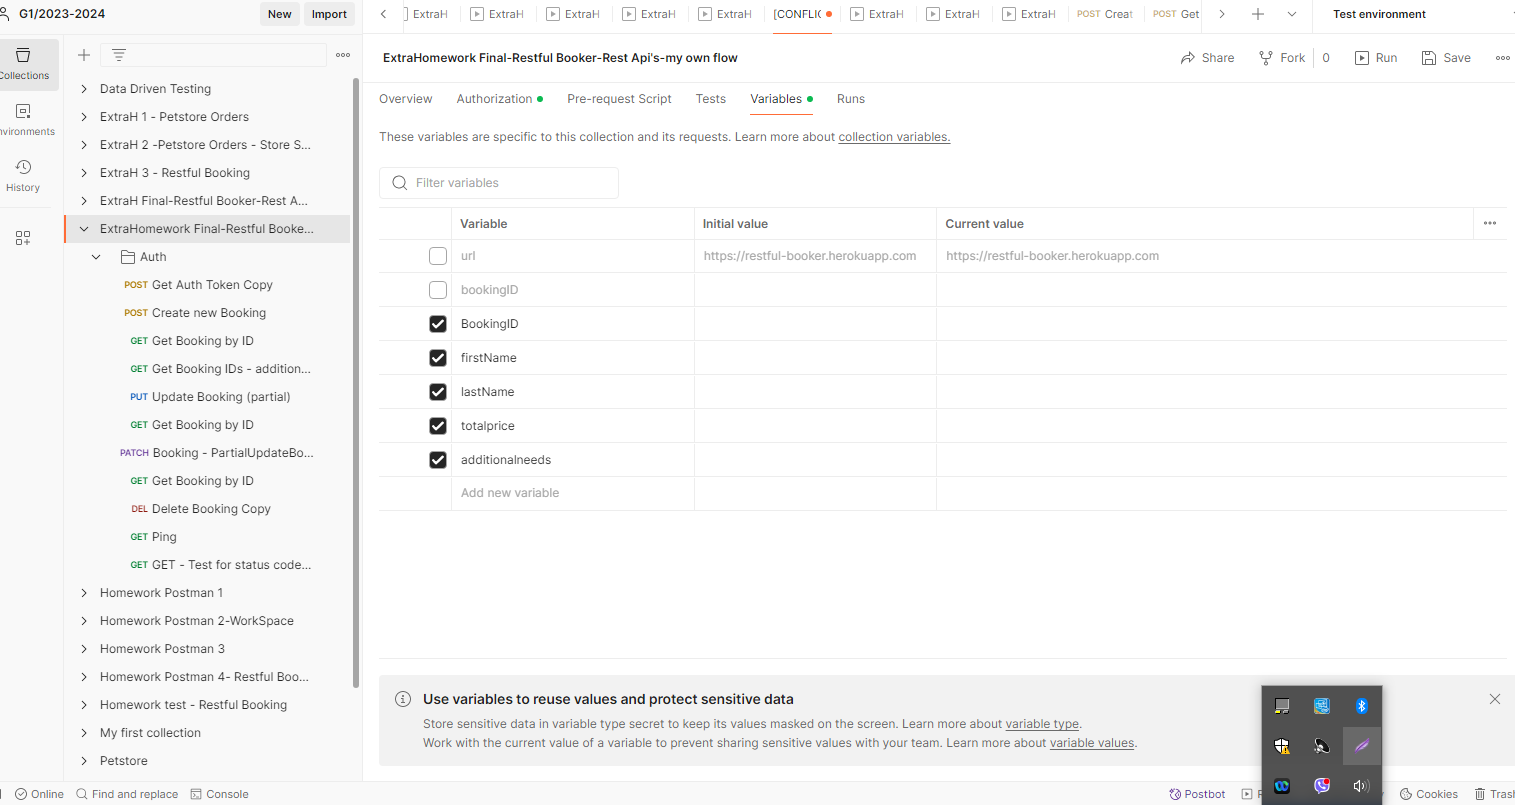 G1/2023-2024
New
Import
ExtraH
ExtraH
ExtraH
ExtraH
ExtraH
[CONFLIC
ExtraH
ExtraH
ExtraH
POST Creat
POST Get
Test environment
Collections
nvironments
History
Data Driven Testing
ExtraH 1 - Petstore Orders
ExtraH 2 -Petstore Orders - Store S...
ExtraH 3 - Restful Booking
ExtraH Final-Restful Booker-Rest A...
ExtraHomework Final-Restful Booke...
Auth
POST Get Auth Token Copy
POST Create new Booking
GET Get Booking by ID
GET Get Booking IDs - addition...
PUT Update Booking (partial)
GET Get Booking by ID
PATCH Booking - PartialUpdateBo...
GET Get Booking by ID
DEL Delete Booking Copy
GET Ping
GET GET - Test for status code...
Homework Postman 1
Homework Postman 2-WorkSpace
Homework Postman 3
Homework Postman 4- Restful Boo...
Homework test - Restful Booking
My first collection
Petstore
ExtraHomework Final-Restful Booker-Rest Api's-my own flow
Share
Fork
0
Run
Save
Overview
Authorization
Pre-request Script
Tests
Variables
Runs
These variables are specific to this collection and its requests. Learn more about collection variables.
Filter variables
Variable
Initial value
Current value
url
https://restful-booker.herokuapp.com
https://restful-booker.herokuapp.com
bookingID
BookingID
firstName
lastName
totalprice
additionalneeds
Add new variable
Use variables to reuse values and protect sensitive data
Store sensitive data in variable type secret to keep its values masked on the screen. Learn more about variable type.
Work with the current value of a variable to prevent sharing sensitive values with your team. Learn more about variable values.
Online
Find and replace
Console
Postbot
Cookies
Trash